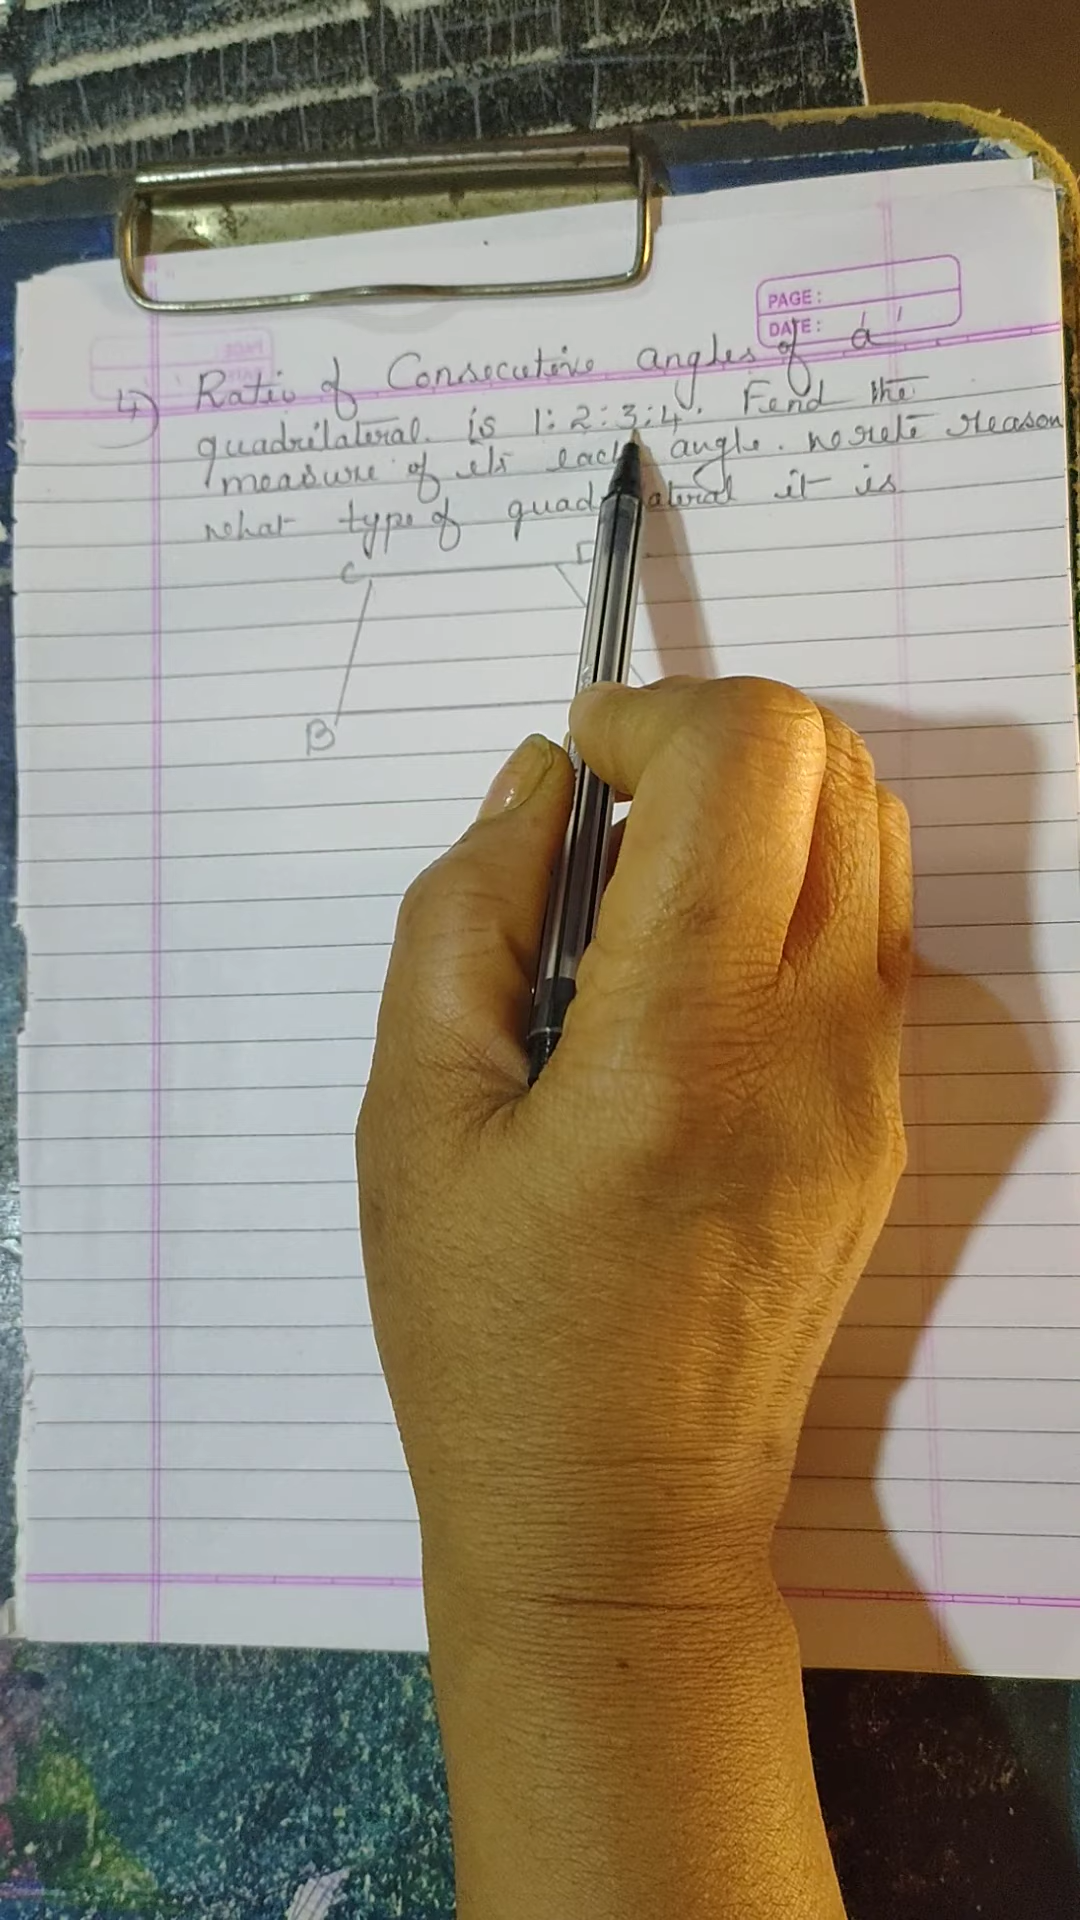 PAGE :
DATE :
4) Ratio of Consecutive angles of a
quadrilateral. is 1:2:3:4. Find the
measure of its each angle. write reason
what type of quad lateral it is
C
B